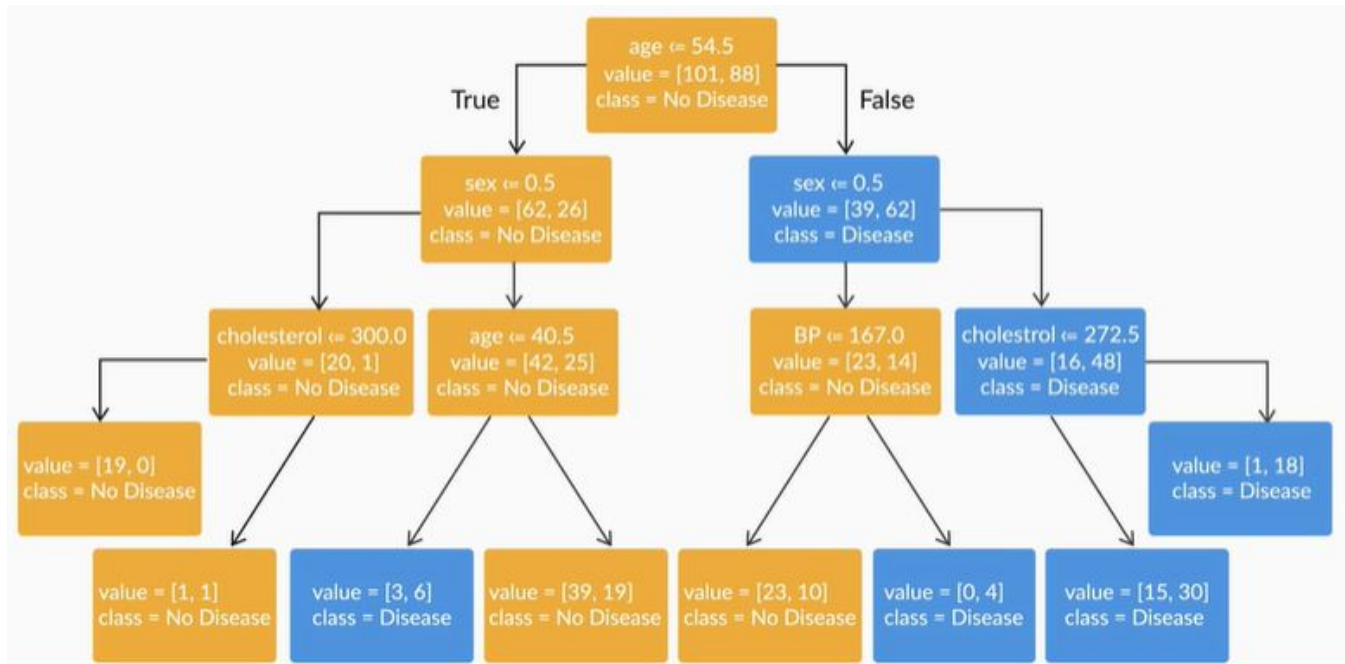 age <= 54.5
value = [101, 88]
class = No Disease
True
False
sex <= 0.5
value = [62, 26]
class = No Disease
sex <= 0.5
value = [39, 62]
class = Disease
cholesterol <= 300.0
value = [20, 1]
class = No Disease
age <= 40.5
value = [42, 25]
class = No Disease
BP <= 167.0
value = [23, 14]
class = No Disease
cholestrol <= 272.5
value = [16, 48]
class = Disease
value = [19, 0]
class = No Disease
value = [1, 18]
class = Disease
value = [1, 1]
class = No Disease
value = [3, 6]
class = Disease
value = [39, 19]
class = No Disease
value = [23, 10]
class = No Disease
value = [0, 4]
class = Disease
value = [15, 30]
class = Disease